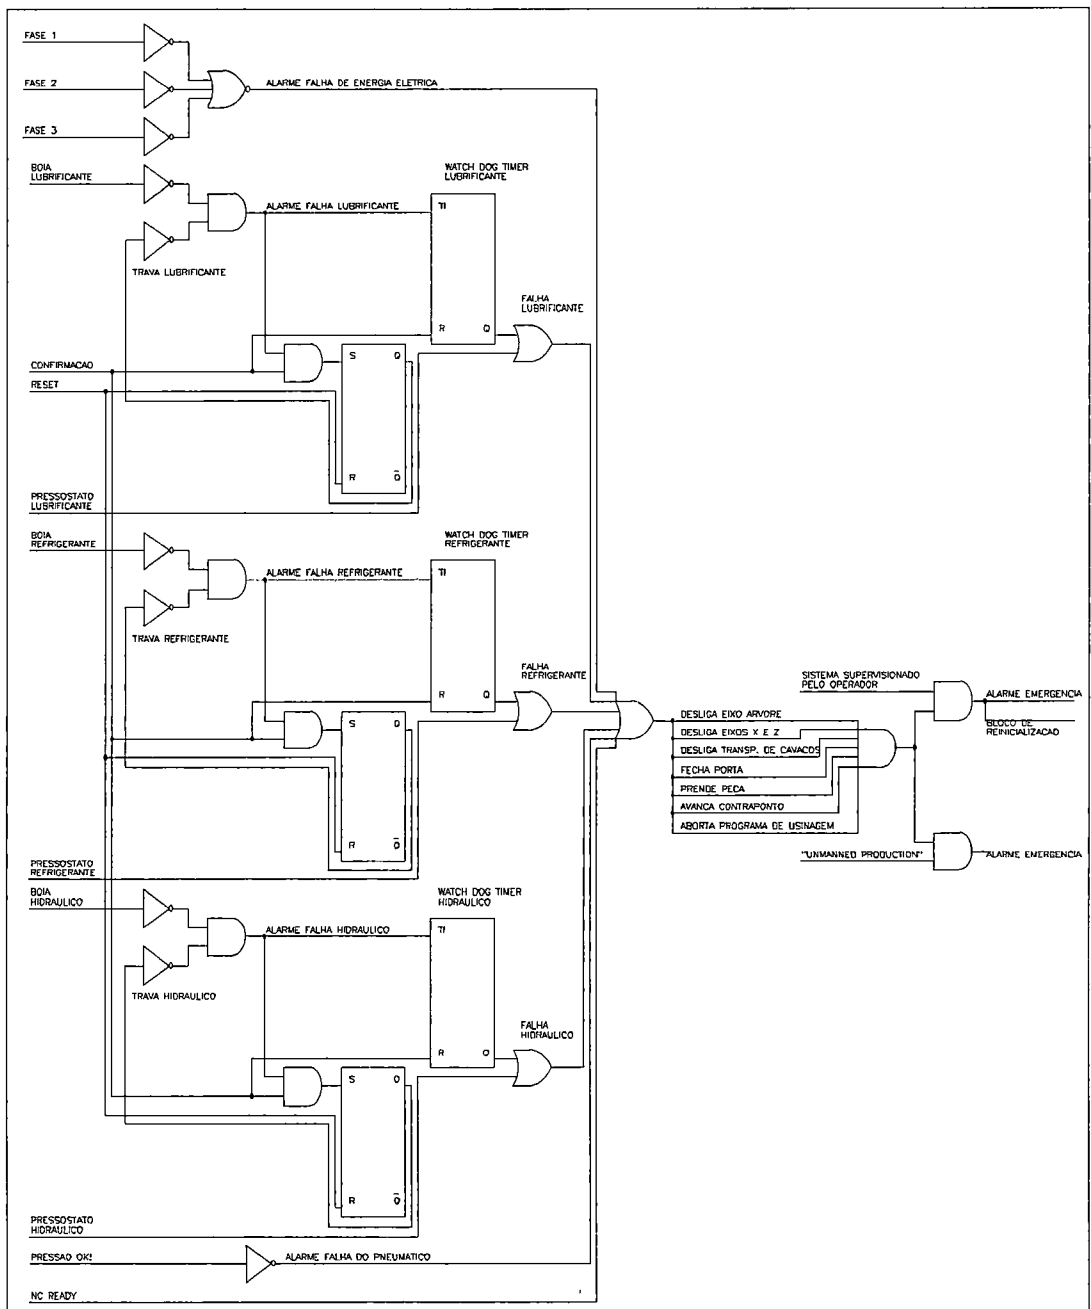 FASE 1
FASE 2
ALARME FALHA DE ENERGIA ELETRICA
FASE 3
BOIA
LUBRIFICANTE
WATCH DOG TIMER
LUBRIFICANTE
TI
ALARME FALHA LUBRIFICANTE
TRAVA LUBRIFICANTE
FALHA
LUBRIFICANTE
R Q
CONFIRMACAO
S Q
RESET
R Q
PRESSOSTATO
LUBRIFICANTE
BOIA
REFRIGERANTE
WATCH DOG TIMER
REFRIGERANTE
TI
ALARME FALHA REFRIGERANTE
TRAVA REFRIGERANTE
FALHA
REFRIGERANTE
R Q
S Q
R Q
PRESSOSTATO
REFRIGERANTE
SISTEMA SUPERVISIONADO
PELO OPERADOR
ALARME EMERGENCIA
BLOCO DE
REINICIALIZACAO
DESLIGA EIXO ARVORE
DESLIGA EIXOS X E Z
DESLIGA TRANSP. DE CAVACOS
FECHA PORTA
PRENDE PECA
AVANCA CONTRAPONTO
ABORTA PROGRAMA DE USINAGEM
"UNMANNED PRODUCTION"
ALARME EMERGENCIA
BOIA
HIDRAULICO
WATCH DOG TIMER
HIDRAULICO
TI
ALARME FALHA HIDRAULICO
TRAVA HIDRAULICO
FALHA
HIDRAULICO
R Q
S Q
R Q
PRESSOSTATO
HIDRAULICO
PRESSAO OK!
ALARME FALHA DO PNEUMATICO
NC READY